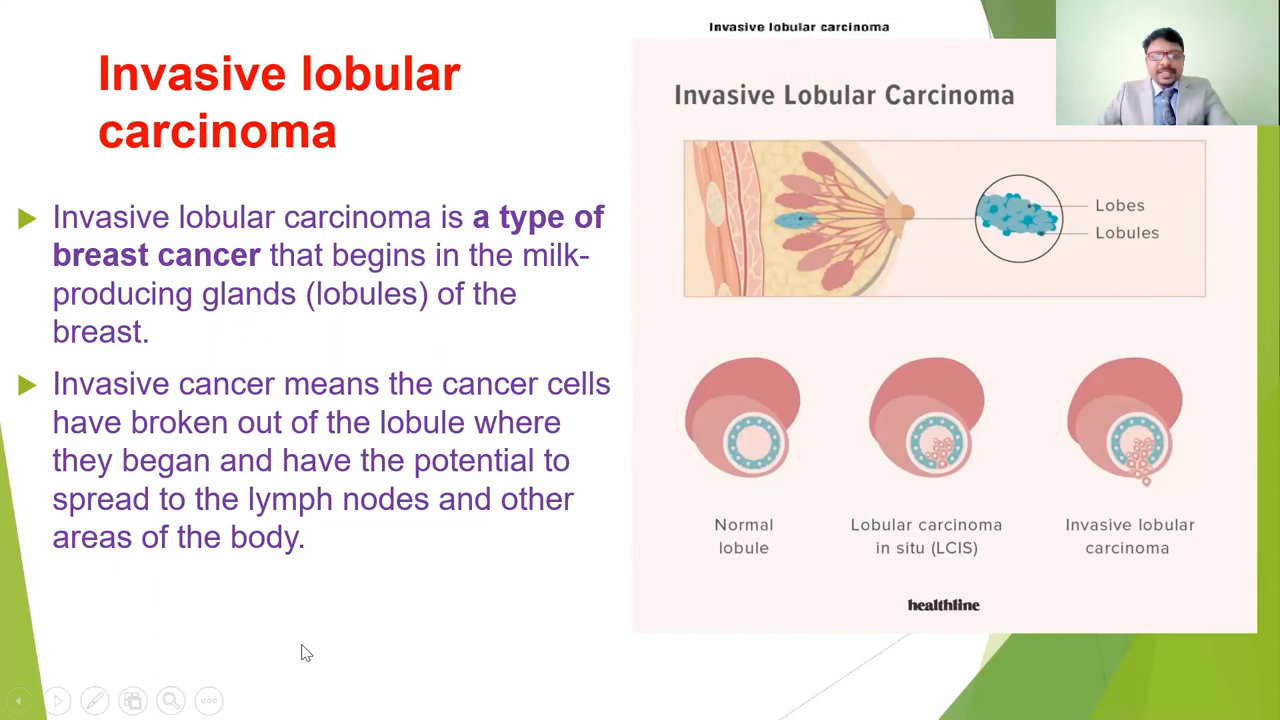 Invasive lobular
carcinoma
Invasive lobular carcinoma is a type of
breast cancer that begins in the milk-
producing glands (lobules) of the
breast.
Invasive cancer means the cancer cells
have broken out of the lobule where
they began and have the potential to
spread to the lymph nodes and other
areas of the body.
Invasive lobular carcinoma
Invasive Lobular Carcinoma
Lobes
Lobules
Normal
lobule
Lobular carcinoma
in situ (LCIS)
Invasive lobular
carcinoma
healthline